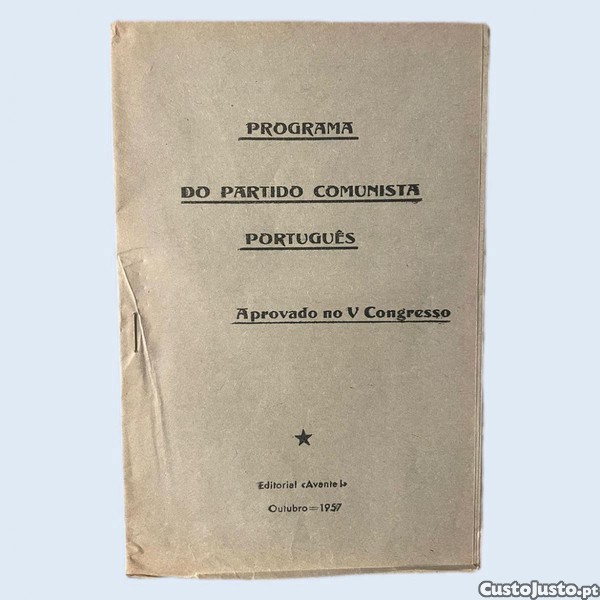 PROGRAMA
DO PARTIDO COMUNISTA
PORTUGUÊS
Aprovado no V Congresso
Editorial «Avante!»
Outubro=1957
CustoJusto.pt